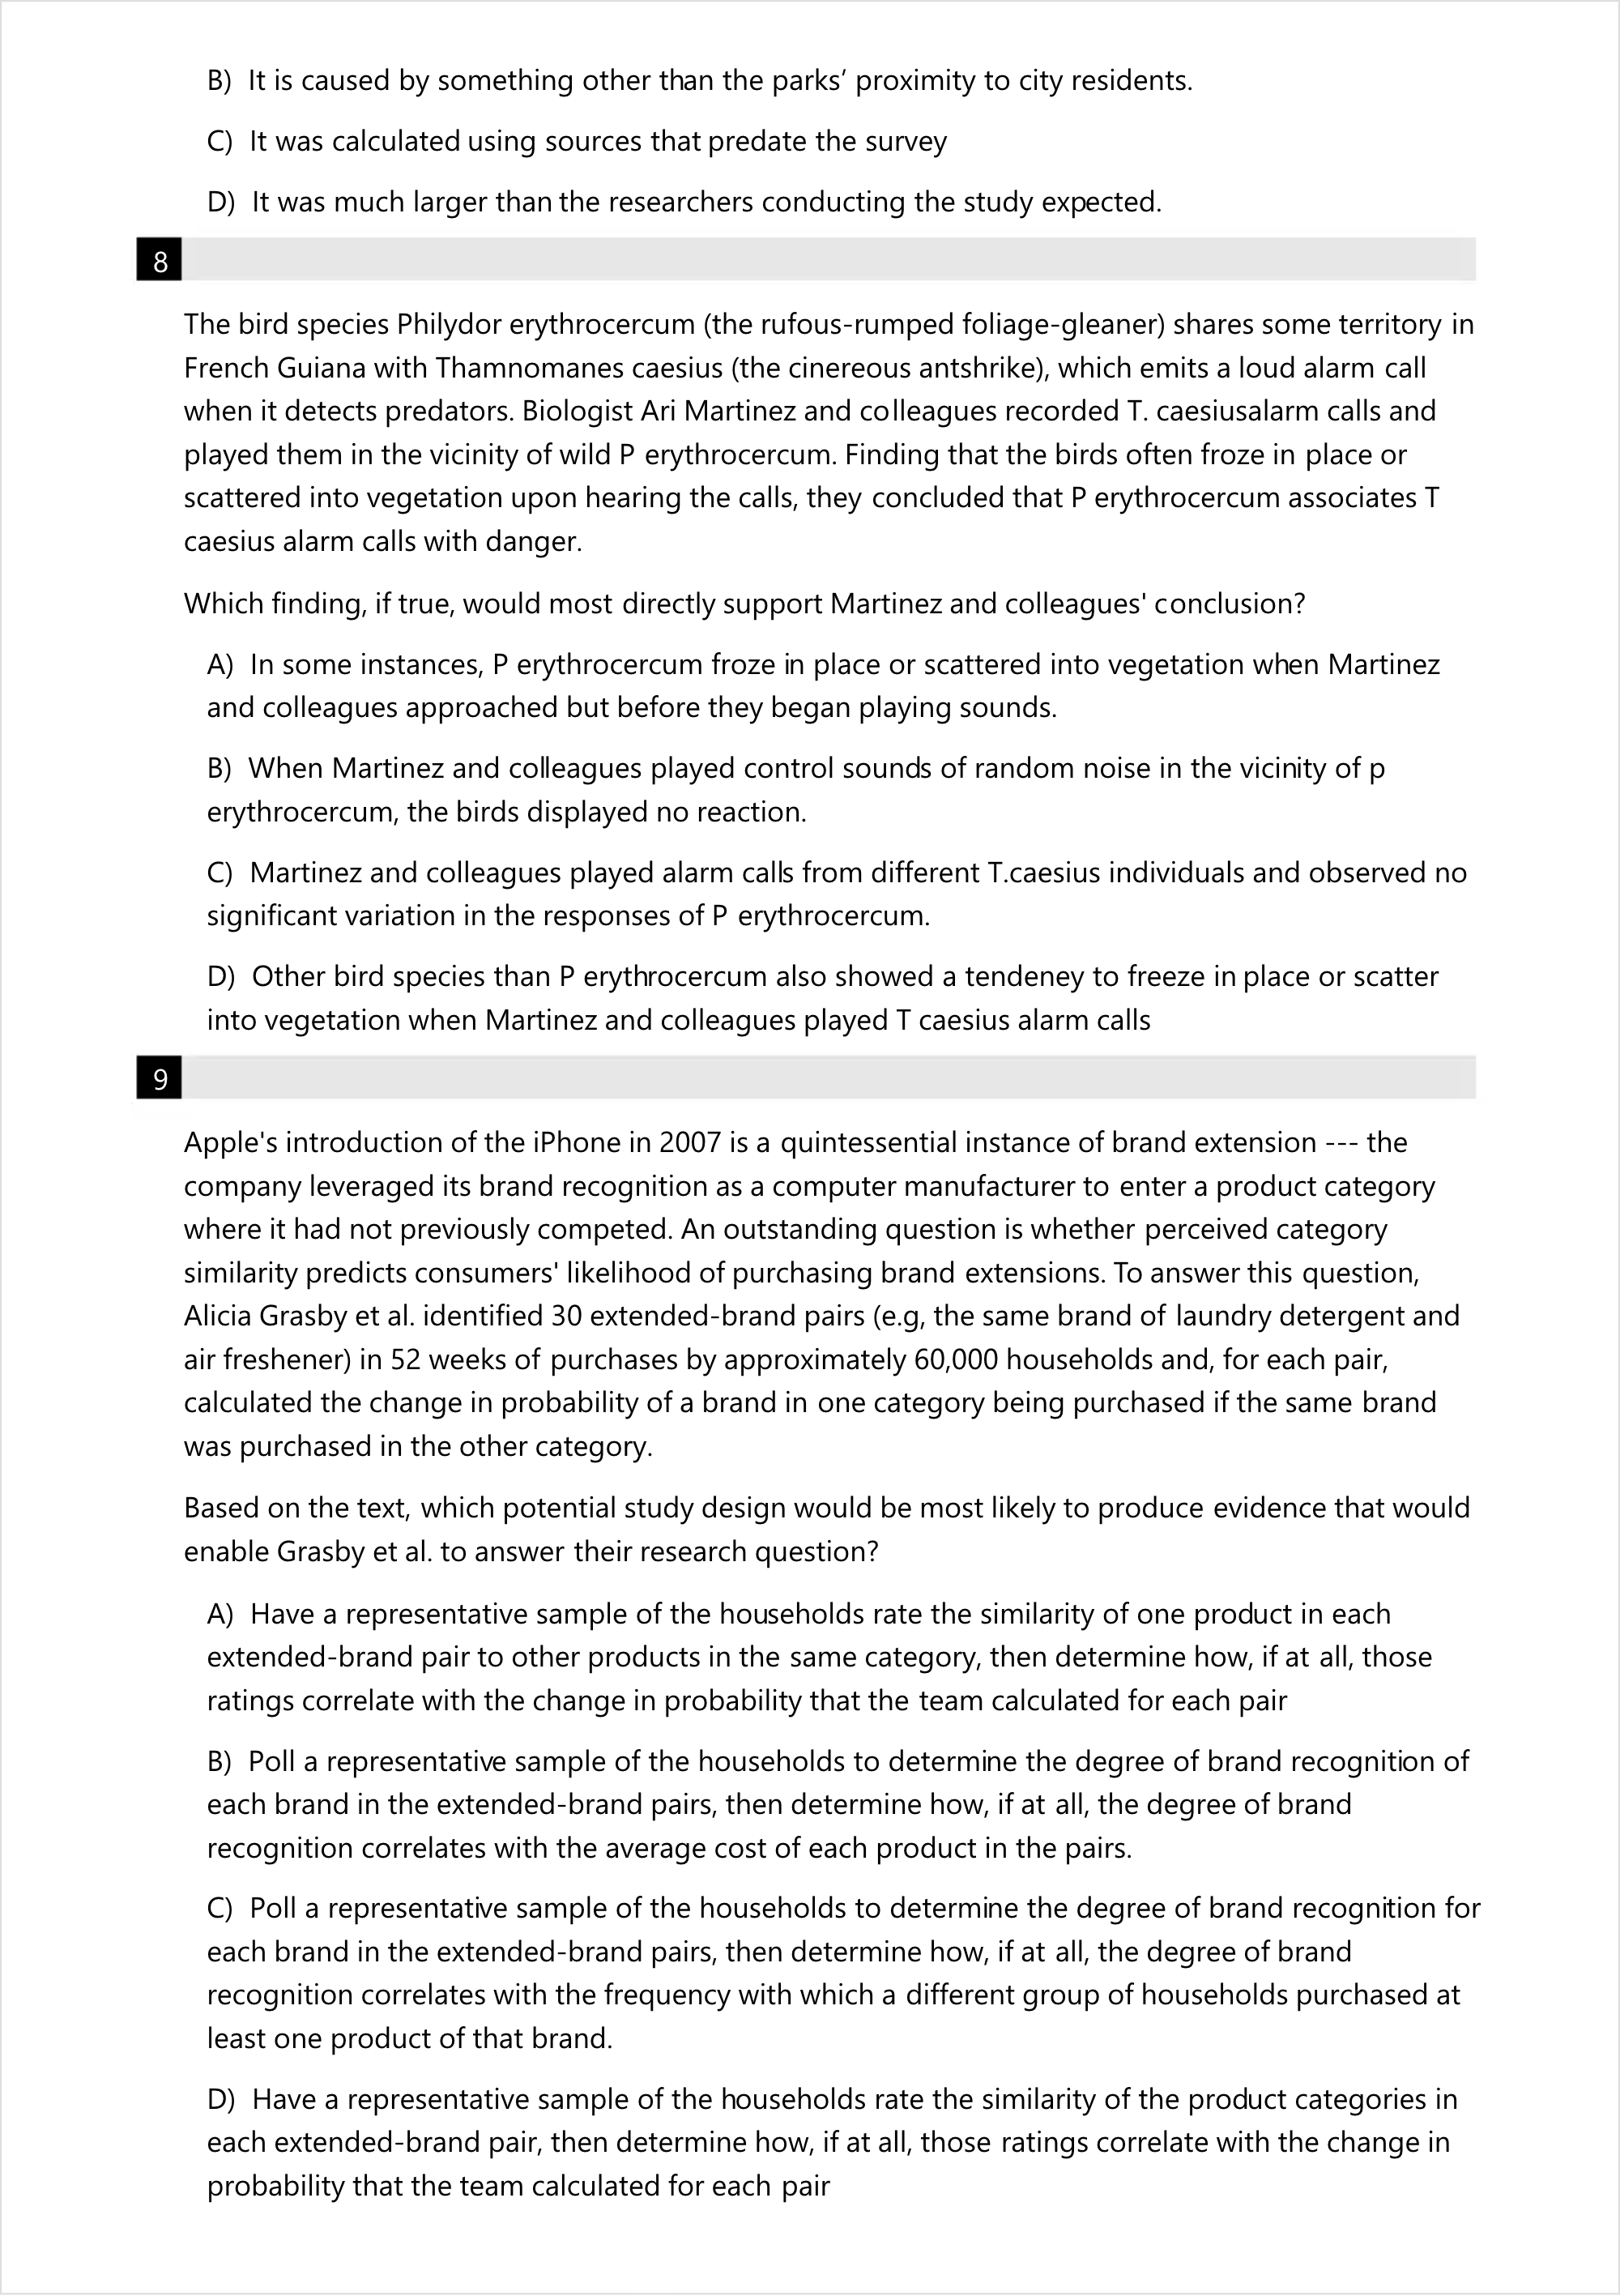 B) It is caused by something other than the parks’ proximity to city residents.
C) It was calculated using sources that predate the survey
D) It was much larger than the researchers conducting the study expected.
8
The bird species Philydor erythrocercum (the rufous-rumped foliage-gleaner) shares some territory in
French Guiana with Thamnomanes caesius (the cinereous antshrike), which emits a loud alarm call
when it detects predators. Biologist Ari Martinez and colleagues recorded T. caesiusalarm calls and
played them in the vicinity of wild P erythrocercum. Finding that the birds often froze in place or
scattered into vegetation upon hearing the calls, they concluded that P erythrocercum associates T
caesius alarm calls with danger.
Which finding, if true, would most directly support Martinez and colleagues' conclusion?
A) In some instances, P erythrocercum froze in place or scattered into vegetation when Martinez
and colleagues approached but before they began playing sounds.
B) When Martinez and colleagues played control sounds of random noise in the vicinity of p
erythrocercum, the birds displayed no reaction.
C) Martinez and colleagues played alarm calls from different T.caesius individuals and observed no
significant variation in the responses of P erythrocercum.
D) Other bird species than P erythrocercum also showed a tendeney to freeze in place or scatter
into vegetation when Martinez and colleagues played T caesius alarm calls
9
Apple's introduction of the iPhone in 2007 is a quintessential instance of brand extension --- the
company leveraged its brand recognition as a computer manufacturer to enter a product category
where it had not previously competed. An outstanding question is whether perceived category
similarity predicts consumers' likelihood of purchasing brand extensions. To answer this question,
Alicia Grasby et al. identified 30 extended-brand pairs (e.g, the same brand of laundry detergent and
air freshener) in 52 weeks of purchases by approximately 60,000 households and, for each pair,
calculated the change in probability of a brand in one category being purchased if the same brand
was purchased in the other category.
Based on the text, which potential study design would be most likely to produce evidence that would
enable Grasby et al. to answer their research question?
A) Have a representative sample of the households rate the similarity of one product in each
extended-brand pair to other products in the same category, then determine how, if at all, those
ratings correlate with the change in probability that the team calculated for each pair
B) Poll a representative sample of the households to determine the degree of brand recognition of
each brand in the extended-brand pairs, then determine how, if at all, the degree of brand
recognition correlates with the average cost of each product in the pairs.
C) Poll a representative sample of the households to determine the degree of brand recognition for
each brand in the extended-brand pairs, then determine how, if at all, the degree of brand
recognition correlates with the frequency with which a different group of households purchased at
least one product of that brand.
D) Have a representative sample of the households rate the similarity of the product categories in
each extended-brand pair, then determine how, if at all, those ratings correlate with the change in
probability that the team calculated for each pair